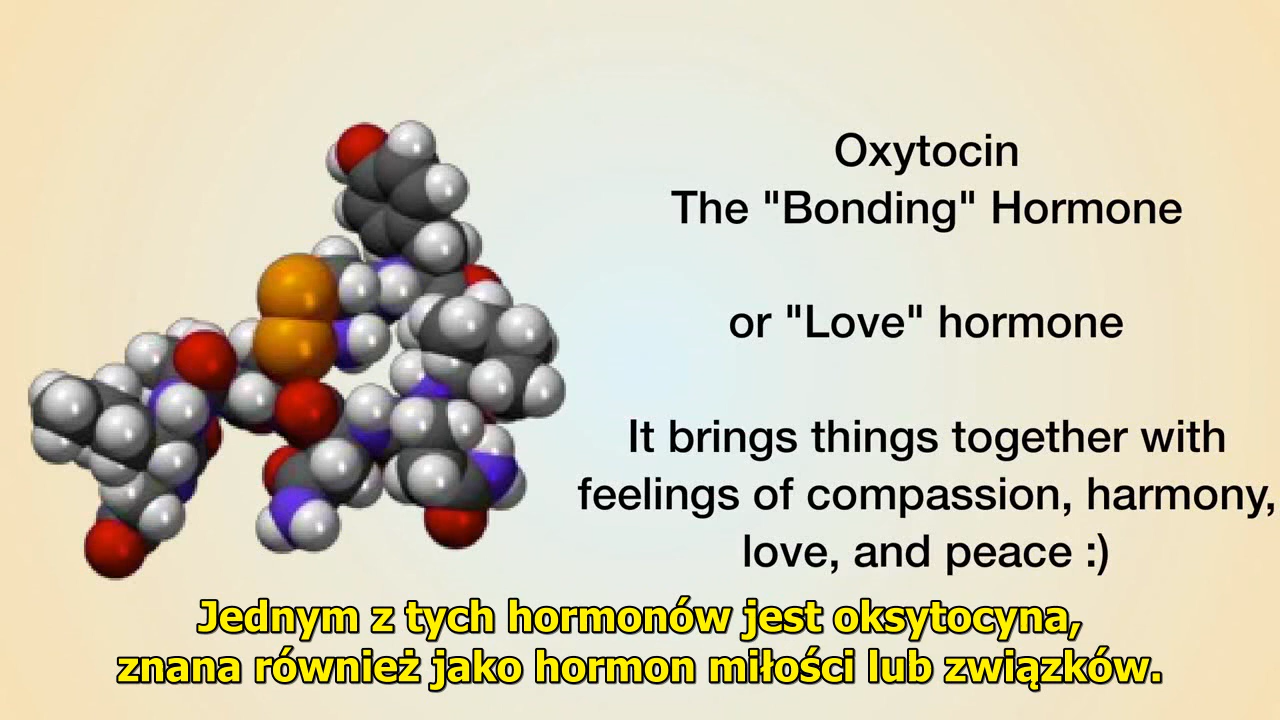 Oxytocin
The "Bonding" Hormone
or "Love" hormone
It brings things together with
feelings of compassion, harmony,
love, and peace :)
Jednym z tych hormonów jest oksytocyna,
znana również jako hormon miłości lub związków.